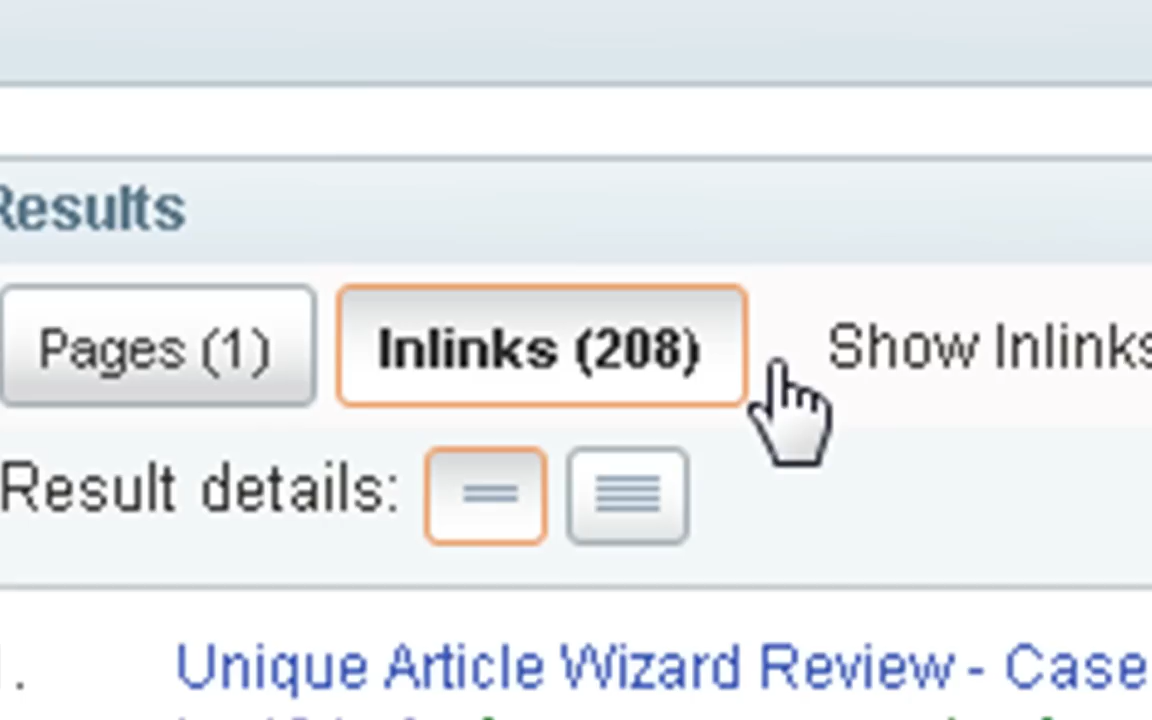 Results
Pages (1) Inlinks (208) Show Inlinks
Result details:
Unique Article Wizard Review - Case